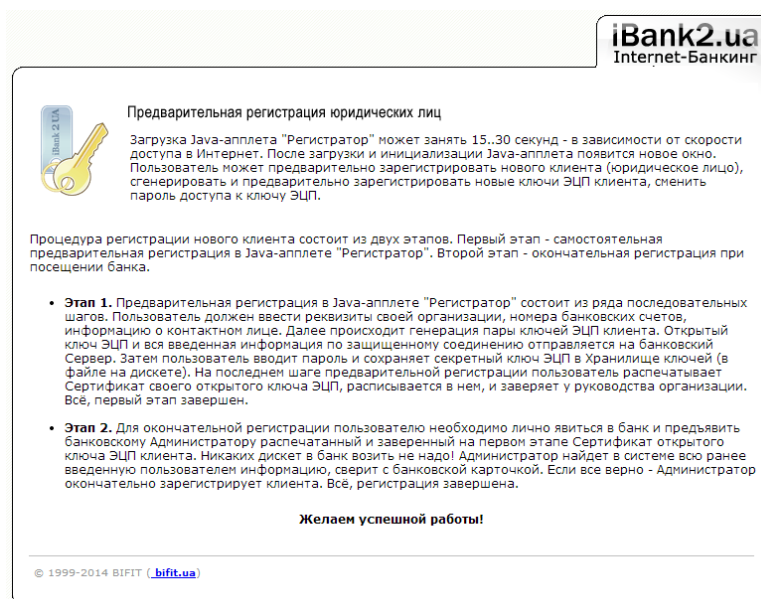 iBank2.ua
Internet-Банкинг
iBank 2 UA
Предварительная регистрация юридических лиц
Загрузка Java-апплета "Регистратор" может занять 15..30 секунд - в зависимости от скорости
доступа в Интернет. После загрузки и инициализации Java-апплета появится новое окно.
Пользователь может предварительно зарегистрировать нового клиента (юридическое лицо),
сгенерировать и предварительно зарегистрировать новые ключи ЭЦП клиента, сменить
пароль доступа к ключу ЭЦП.
Процедура регистрации нового клиента состоит из двух этапов. Первый этап - самостоятельная
предварительная регистрация в Java-апплете "Регистратор". Второй этап - окончательная регистрация при
посещении банка.
• Этап 1. Предварительная регистрация в Java-апплете "Регистратор" состоит из ряда последовательных
шагов. Пользователь должен ввести реквизиты своей организации, номера банковских счетов,
информацию о контактном лице. Далее происходит генерация пары ключей ЭЦП клиента. Открытый
ключ ЭЦП и вся введенная информация по защищенному соединению отправляется на банковский
Сервер. Затем пользователь вводит пароль и сохраняет секретный ключ ЭЦП в Хранилище ключей (в
файле на дискете). На последнем шаге предварительной регистрации пользователь распечатывает
Сертификат своего открытого ключа ЭЦП, расписывается в нем, и заверяет у руководства организации.
Всё, первый этап завершен.
• Этап 2. Для окончательной регистрации пользователю необходимо лично явиться в банк и предъявить
банковскому Администратору распечатанный и заверенный на первом этапе Сертификат открытого
ключа ЭЦП клиента. Никаких дискет в банк возить не надо! Администратор найдет в системе всю ранее
введенную пользователем информацию, сверит с банковской карточкой. Если все верно - Администратор
окончательно зарегистрирует клиента. Всё, регистрация завершена.
Желаем успешной работы!
© 1999-2014 BIFIT ( bifit.ua)